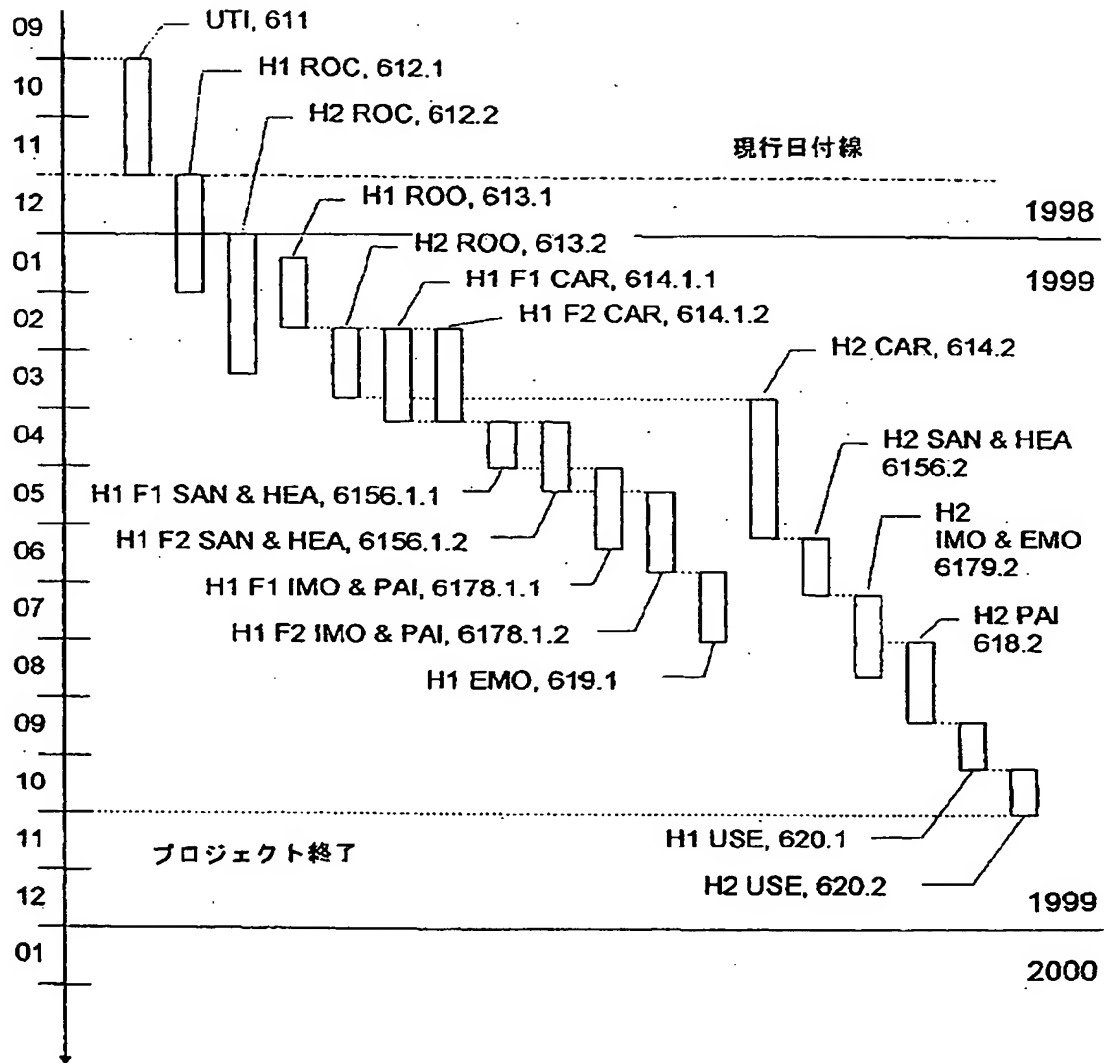 09
UTI, 611
10
H1 ROC, 612.1
H2 ROC, 612.2
11
現行日付線
12
H1 ROO, 613.1
1998
H2 ROO, 613.2
01
H1 F1 CAR, 614.1.1
1999
02
H1 F2 CAR, 614.1.2
H2 CAR, 614.2
03
04
H2 SAN & HEA
6156.2
H1 F1 SAN & HEA, 6156.1.1
05
H1 F2 SAN & HEA, 6156.1.2
H2
IMO & EMO
6179.2
06
H1 F1 IMO & PAI, 6178.1.1
07
H1 F2 IMO & PAI, 6178.1.2
H2 PAI
618.2
08
H1 EMO, 619.1
09
10
11
H1 USE, 620.1
プロジェクト終了
H2 USE, 620.2
12
1999
01
2000